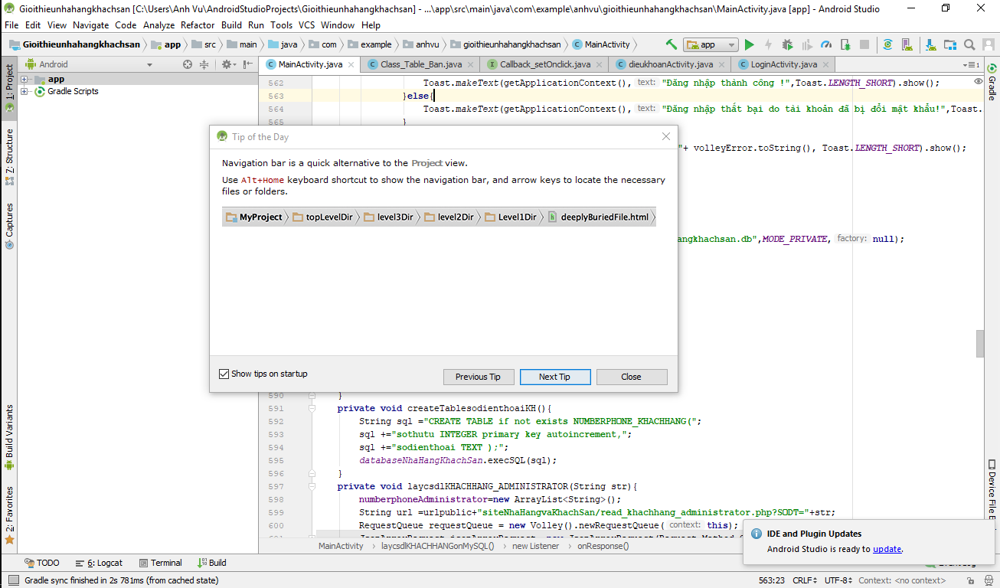 Gioithieunhahangkhachsan [C:\Users\Anh Vu\AndroidStudioProjects\Gioithieunhahangkhachsan] - ...\app\src\main\java\com\example\anhvu\gioithieunhahangkhachsan\MainActivity.java [app] - Android Studio
File Edit View Navigate Code Analyze Refactor Build Run Tools VCS Window Help
Gioithieunhahangkhachsan app src main java com example anhvu gioithieunhahangkhachsan MainActivity app
Android
MainActivity.java Class_Table_Ban.java Callback_setOnclick.java dieukhoanActivity.java LoginActivity.java
1: Project
Z: Structure
Captures
Build Variants
2: Favorites
app
Gradle Scripts
562 Toast.makeText(getApplicationContext(), text: "Đăng nhập thành công !",Toast.LENGTH_SHORT).show();
563 }else{
564 Toast.makeText(getApplicationContext(), text: "Đăng nhập thất bại do tài khoản đã bị đổi mật khẩu!",Toast.
565 }
"+ volleyError.toString(), Toast.LENGTH_SHORT).show();
angkhachsan.db",MODE_PRIVATE, factory: null);
Tip of the Day
Navigation bar is a quick alternative to the Project view.
Use Alt+Home keyboard shortcut to show the navigation bar, and arrow keys to locate the necessary
files or folders.
MyProject topLevelDir level3Dir level2Dir Level1Dir deeplyBuriedFile.html
Show tips on startup
Previous Tip Next Tip Close
590 }
591 private void createTablesodienthoaiKH(){
592 String sql ="CREATE TABLE if not exists NUMBERPHONE_KHACHHANG(";
593 sql +="sothutu INTEGER primary key autoincrement,";
594 sql +="sodienthoai TEXT );";
595 databaseNhaHangKhachSan.execSQL(sql);
596 }
597 private void laycsdlKHACHHANG_ADMINISTRATOR(String str){
598 numberphoneAdministrator=new ArrayList<String>();
599 String url =urlpublic+"siteNhaHangvaKhachSan/read_khachhang_administrator.php?SODT="+str;
600 RequestQueue requestQueue = new Volley().newRequestQueue( context: this);
MainActivity laycsdlKHACHHANGonMySQL() new Listener onResponse()
Gradle
Device File
IDE and Plugin Updates
Android Studio is ready to update.
TODO 6: Logcat Terminal Build
Gradle sync finished in 2s 781ms (from cached state)
563:23 CRLF UTF-8 Context: <no context>